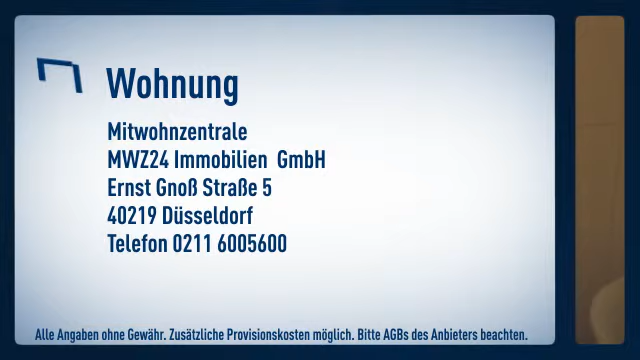 Wohnung
Mitwohnzentrale
MWZ24 Immobilien GmbH
Ernst Gnoß Straße 5
40219 Düsseldorf
Telefon 0211 6005600
Alle Angaben ohne Gewähr. Zusätzliche Provisionskosten möglich. Bitte AGBs des Anbieters beachten.